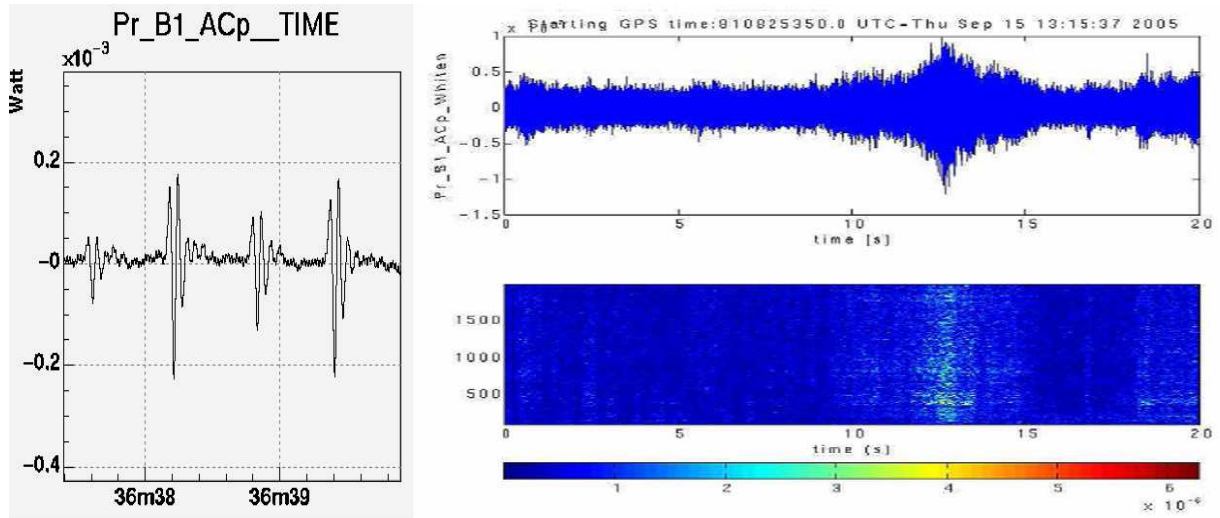 Pr_B1_ACp__TIME
x10⁻³
Watt
0.2
−0
−0.2
−0.4
36m38
36m39
Starting GPS time:810825350.0 UTC-Thu Sep 15 13:15:37 2005
1
0.5
0
-0.5
-1
-1.5
Pr_B1_ACp_Whiten
0
5
10
15
20
time [s]
1500
1000
500
0
5
10
15
20
time (s)
1
2
3
4
5
6
x 10⁻⁶